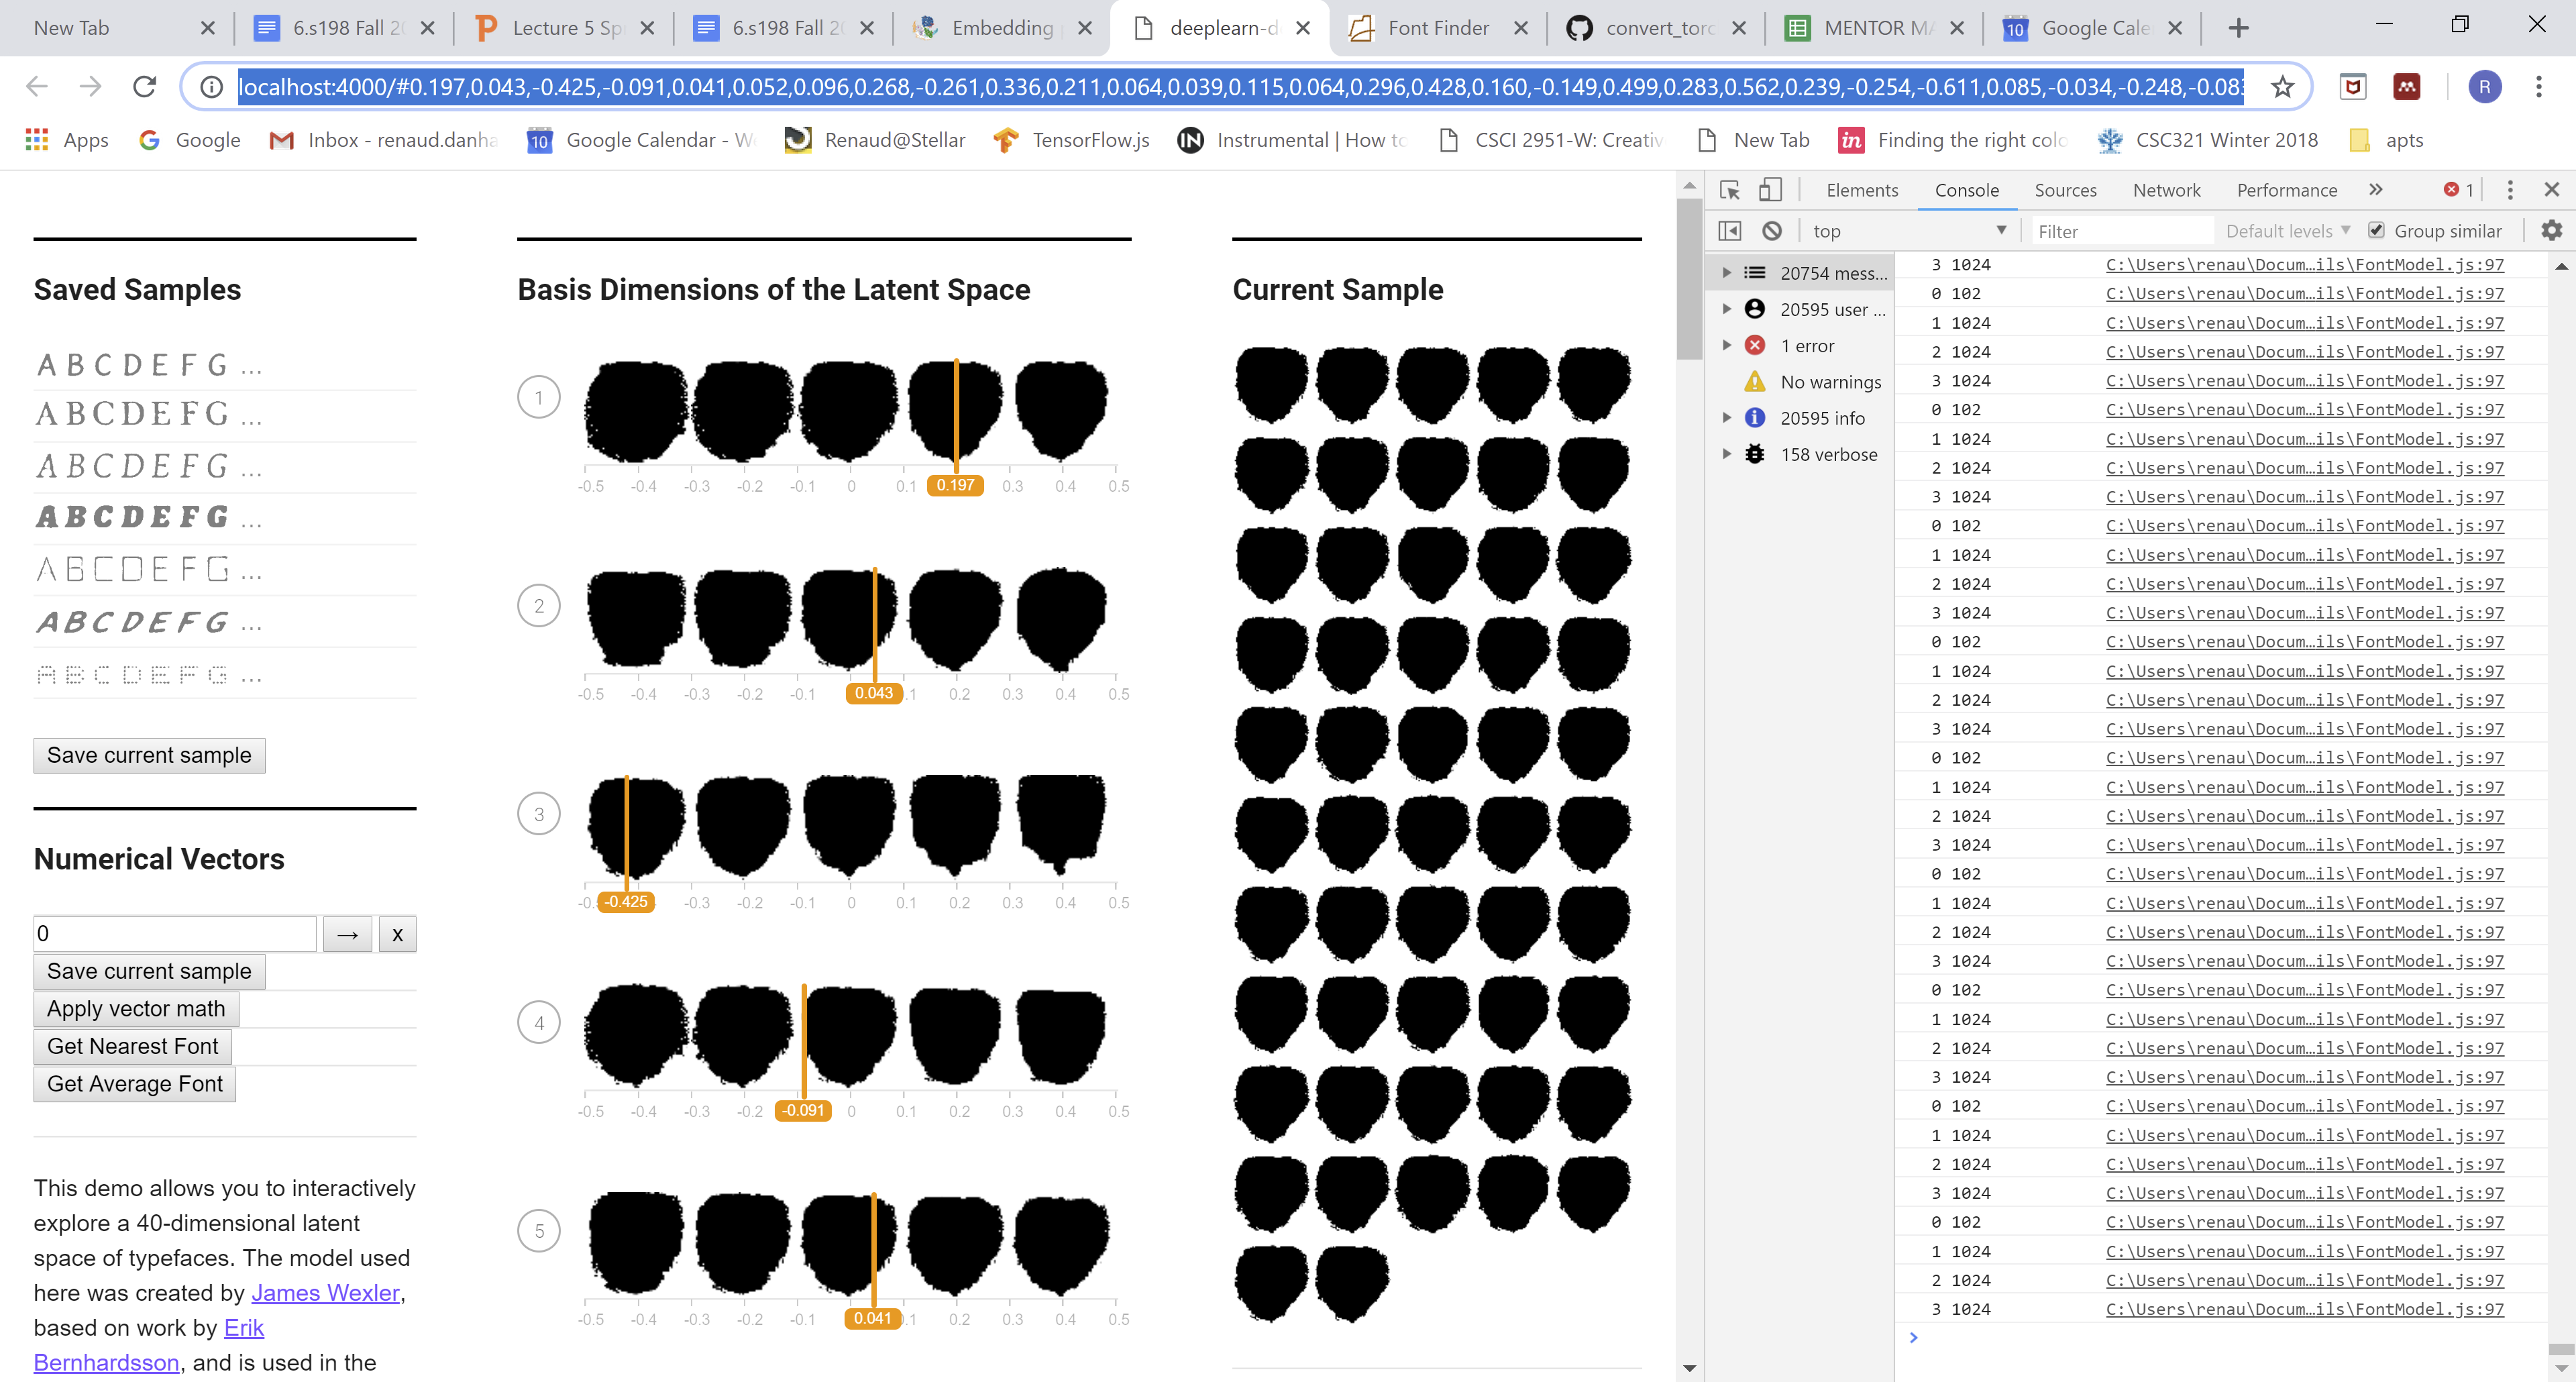 New Tab
6.s198 Fall 20
Lecture 5 Spr
6.s198 Fall 20
Embedding
deeplearn-d
Font Finder
convert_torc
MENTOR MA
Google Cale
localhost:4000/#0.197,0.043,-0.425,-0.091,0.041,0.052,0.096,0.268,-0.261,0.336,0.211,0.064,0.039,0.115,0.064,0.296,0.428,0.160,-0.149,0.499,0.283,0.562,0.239,-0.254,-0.611,0.085,-0.034,-0.248,-0.083
R
Apps
Google
Inbox - renaud.danha
Google Calendar - We
Renaud@Stellar
TensorFlow.js
Instrumental | How to
CSCI 2951-W: Creativ
New Tab
Finding the right colo
CSC321 Winter 2018
apts
Saved Samples
A B C D E F G ...
A B C D E F G ...
A B C D E F G ...
A B C D E F G ...
A B C D E F G ...
A B C D E F G ...
A B C D E F G ...
Save current sample
Numerical Vectors
0 → x
Save current sample
Apply vector math
Get Nearest Font
Get Average Font
This demo allows you to interactively
explore a 40-dimensional latent
space of typefaces. The model used
here was created by James Wexler,
based on work by Erik
Bernhardsson, and is used in the
Basis Dimensions of the Latent Space
1
-0.5 -0.4 -0.3 -0.2 -0.1 0 0.1 0.197 0.3 0.4 0.5
2
-0.5 -0.4 -0.3 -0.2 -0.1 0.043 .1 0.2 0.3 0.4 0.5
3
-0. -0.425 -0.3 -0.2 -0.1 0 0.1 0.2 0.3 0.4 0.5
4
-0.5 -0.4 -0.3 -0.2 -0.091 0 0.1 0.2 0.3 0.4 0.5
5
-0.5 -0.4 -0.3 -0.2 -0.1 0.041 0.1 0.2 0.3 0.4 0.5
Current Sample
Elements Console Sources Network Performance » 1
top Filter Default levels Group similar
20754 mess...
20595 user ...
1 error
No warnings
20595 info
158 verbose
3 1024 C:\Users\renau\Docum…ils\FontModel.js:97
0 102 C:\Users\renau\Docum…ils\FontModel.js:97
1 1024 C:\Users\renau\Docum…ils\FontModel.js:97
2 1024 C:\Users\renau\Docum…ils\FontModel.js:97
3 1024 C:\Users\renau\Docum…ils\FontModel.js:97
0 102 C:\Users\renau\Docum…ils\FontModel.js:97
1 1024 C:\Users\renau\Docum…ils\FontModel.js:97
2 1024 C:\Users\renau\Docum…ils\FontModel.js:97
3 1024 C:\Users\renau\Docum…ils\FontModel.js:97
0 102 C:\Users\renau\Docum…ils\FontModel.js:97
1 1024 C:\Users\renau\Docum…ils\FontModel.js:97
2 1024 C:\Users\renau\Docum…ils\FontModel.js:97
3 1024 C:\Users\renau\Docum…ils\FontModel.js:97
0 102 C:\Users\renau\Docum…ils\FontModel.js:97
1 1024 C:\Users\renau\Docum…ils\FontModel.js:97
2 1024 C:\Users\renau\Docum…ils\FontModel.js:97
3 1024 C:\Users\renau\Docum…ils\FontModel.js:97
0 102 C:\Users\renau\Docum…ils\FontModel.js:97
1 1024 C:\Users\renau\Docum…ils\FontModel.js:97
2 1024 C:\Users\renau\Docum…ils\FontModel.js:97
3 1024 C:\Users\renau\Docum…ils\FontModel.js:97
0 102 C:\Users\renau\Docum…ils\FontModel.js:97
1 1024 C:\Users\renau\Docum…ils\FontModel.js:97
2 1024 C:\Users\renau\Docum…ils\FontModel.js:97
3 1024 C:\Users\renau\Docum…ils\FontModel.js:97
0 102 C:\Users\renau\Docum…ils\FontModel.js:97
1 1024 C:\Users\renau\Docum…ils\FontModel.js:97
2 1024 C:\Users\renau\Docum…ils\FontModel.js:97
3 1024 C:\Users\renau\Docum…ils\FontModel.js:97
0 102 C:\Users\renau\Docum…ils\FontModel.js:97
1 1024 C:\Users\renau\Docum…ils\FontModel.js:97
2 1024 C:\Users\renau\Docum…ils\FontModel.js:97
3 1024 C:\Users\renau\Docum…ils\FontModel.js:97
0 102 C:\Users\renau\Docum…ils\FontModel.js:97
1 1024 C:\Users\renau\Docum…ils\FontModel.js:97
2 1024 C:\Users\renau\Docum…ils\FontModel.js:97
3 1024 C:\Users\renau\Docum…ils\FontModel.js:97